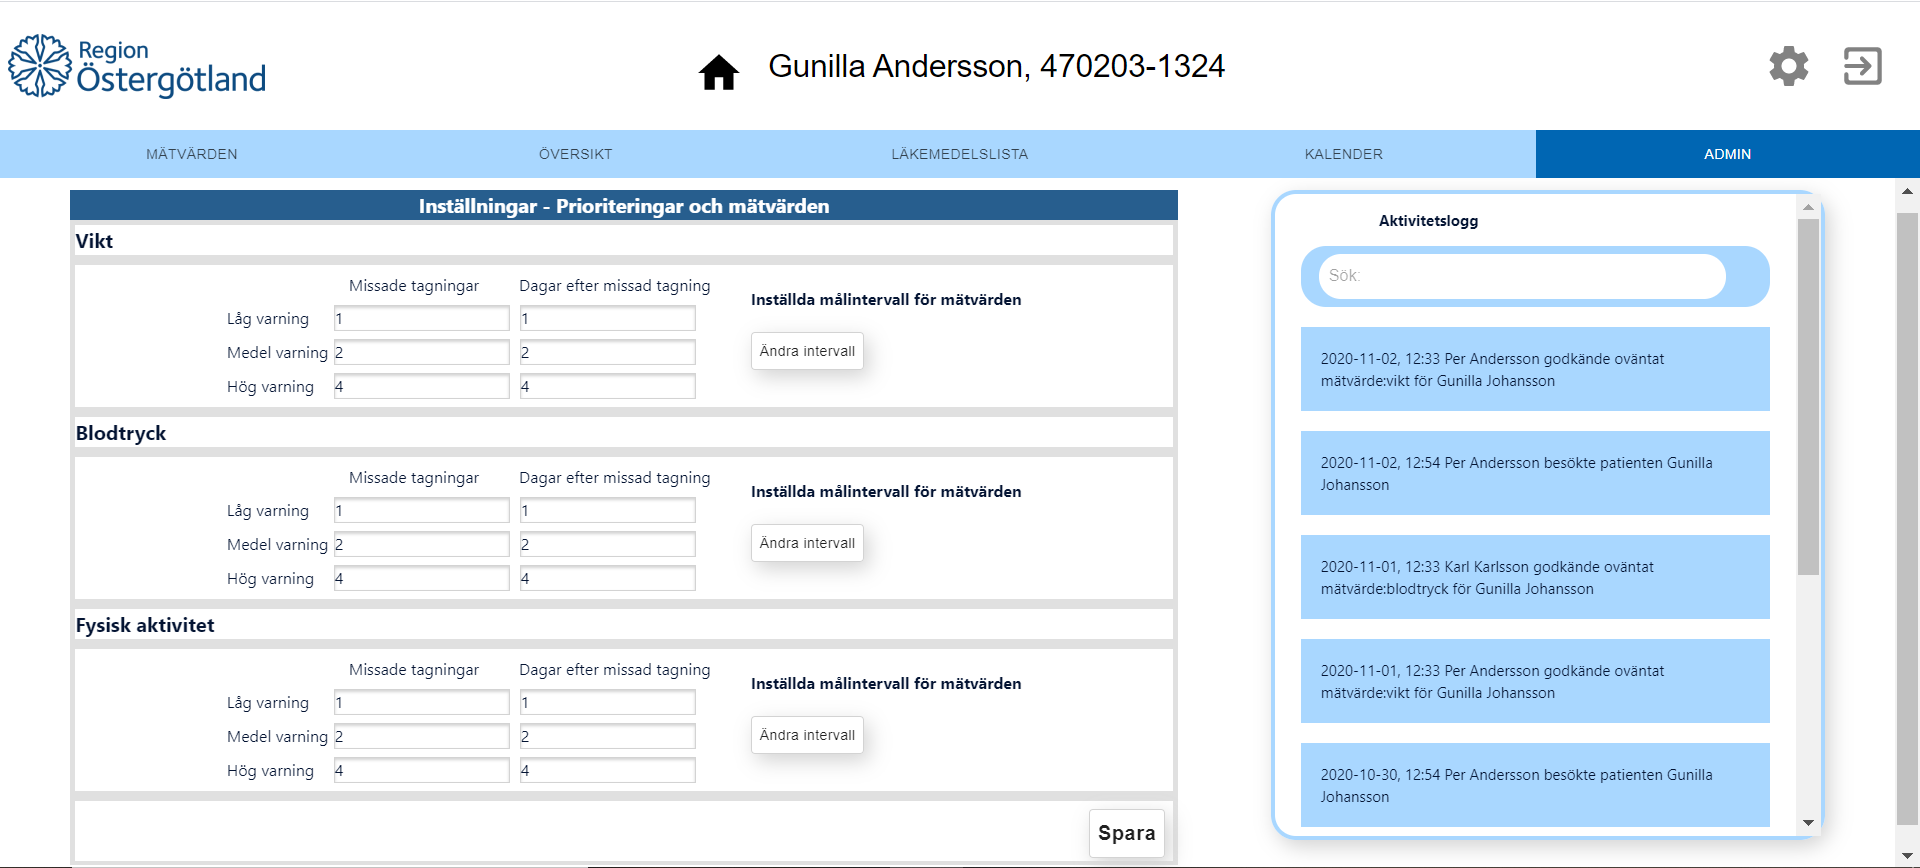 Region
Östergötland
Gunilla Andersson, 470203-1324
MÄTVÄRDEN ÖVERSIKT LÄKEMEDELSLISTA KALENDER ADMIN
Inställningar - Prioriteringar och mätvärden
Vikt
Missade tagningar Dagar efter missad tagning
Inställda målintervall för mätvärden
Låg varning 1 1
Medel varning 2 2
Ändra intervall
Hög varning 4 4
Blodtryck
Missade tagningar Dagar efter missad tagning
Inställda målintervall för mätvärden
Låg varning 1 1
Medel varning 2 2
Ändra intervall
Hög varning 4 4
Fysisk aktivitet
Missade tagningar Dagar efter missad tagning
Inställda målintervall för mätvärden
Låg varning 1 1
Medel varning 2 2
Ändra intervall
Hög varning 4 4
Spara
Aktivitetslogg
Sök:
2020-11-02, 12:33 Per Andersson godkände oväntat
mätvärde:vikt för Gunilla Johansson
2020-11-02, 12:54 Per Andersson besökte patienten Gunilla
Johansson
2020-11-01, 12:33 Karl Karlsson godkände oväntat
mätvärde:blodtryck för Gunilla Johansson
2020-11-01, 12:33 Per Andersson godkände oväntat
mätvärde:vikt för Gunilla Johansson
2020-10-30, 12:54 Per Andersson besökte patienten Gunilla
Johansson